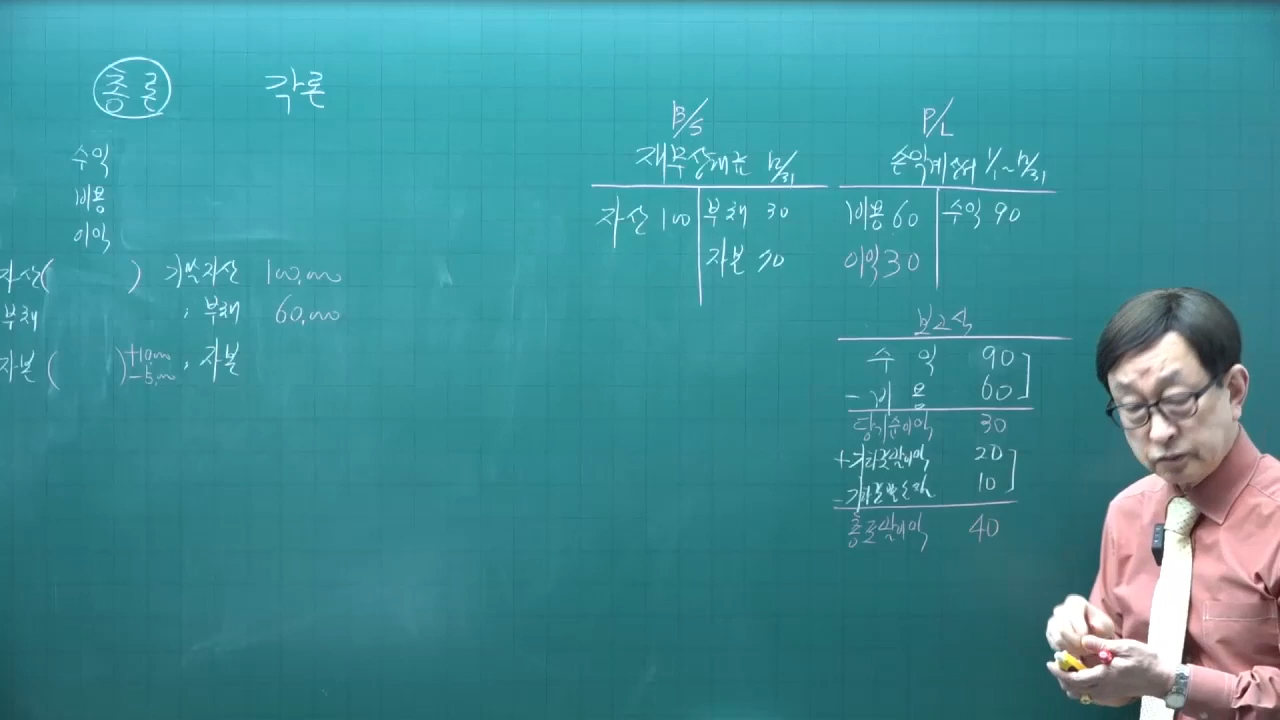 총론 각론
수익
비용
이익
자산( ) 기말자산 100,000
부채 , 부채 60,000
자본( ) +10,000 -5,000 , 자본
B/S
재무상태표 12/31
자산 100 부채 30
자본 70
P/L
손익계산서 1/1~12/31
비용 60 수익 90
이익 30
보고식
수익 90
- 비용 60
당기순이익 30
+기타포괄이익 20
-기타포괄손실 10
총포괄이익 40